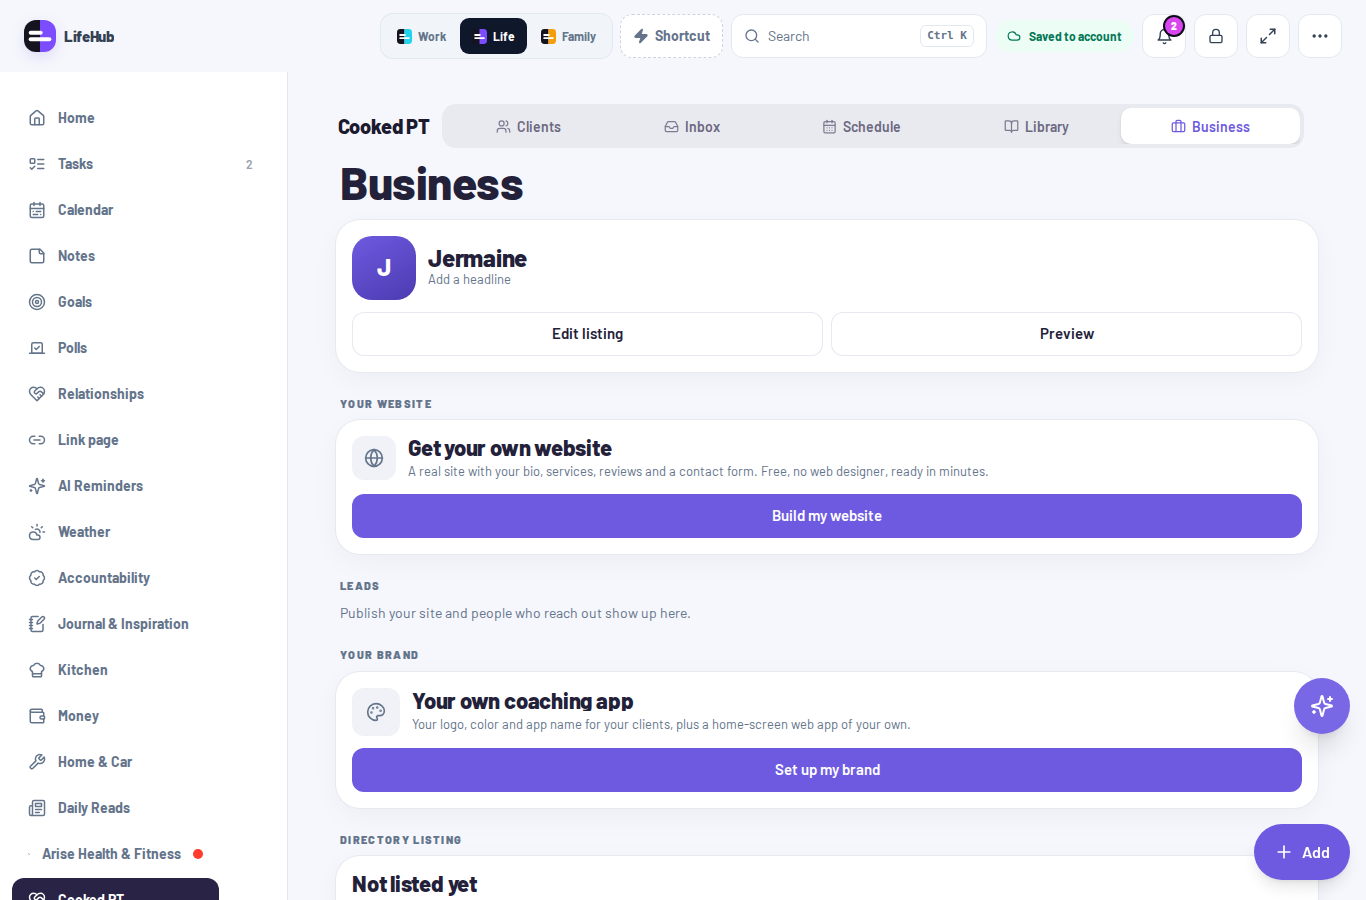 LifeHub
Work
Life
Family
Shortcut
Search
Ctrl K
Saved to account
2
Home
Tasks
2
Calendar
Notes
Goals
Polls
Relationships
Link page
AI Reminders
Weather
Accountability
Journal & Inspiration
Kitchen
Money
Home & Car
Daily Reads
Arise Health & Fitness
Cooked PT
Cooked PT
Clients
Inbox
Schedule
Library
Business
Business
J
Jermaine
Add a headline
Edit listing
Preview
YOUR WEBSITE
Get your own website
A real site with your bio, services, reviews and a contact form. Free, no web designer, ready in minutes.
Build my website
LEADS
Publish your site and people who reach out show up here.
YOUR BRAND
Your own coaching app
Your logo, color and app name for your clients, plus a home-screen web app of your own.
Set up my brand
DIRECTORY LISTING
Not listed yet
Add